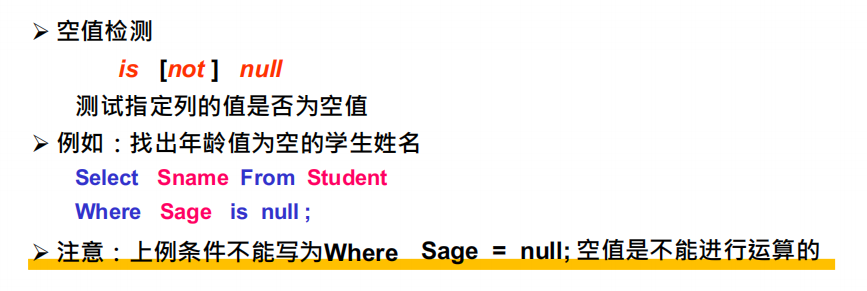 ➢ 空值检测
is [not ] null
测试指定列的值是否为空值
➢ 例如：找出年龄值为空的学生姓名
Select Sname From Student
Where Sage is null ;
➢ 注意：上例条件不能写为Where Sage = null; 空值是不能进行运算的